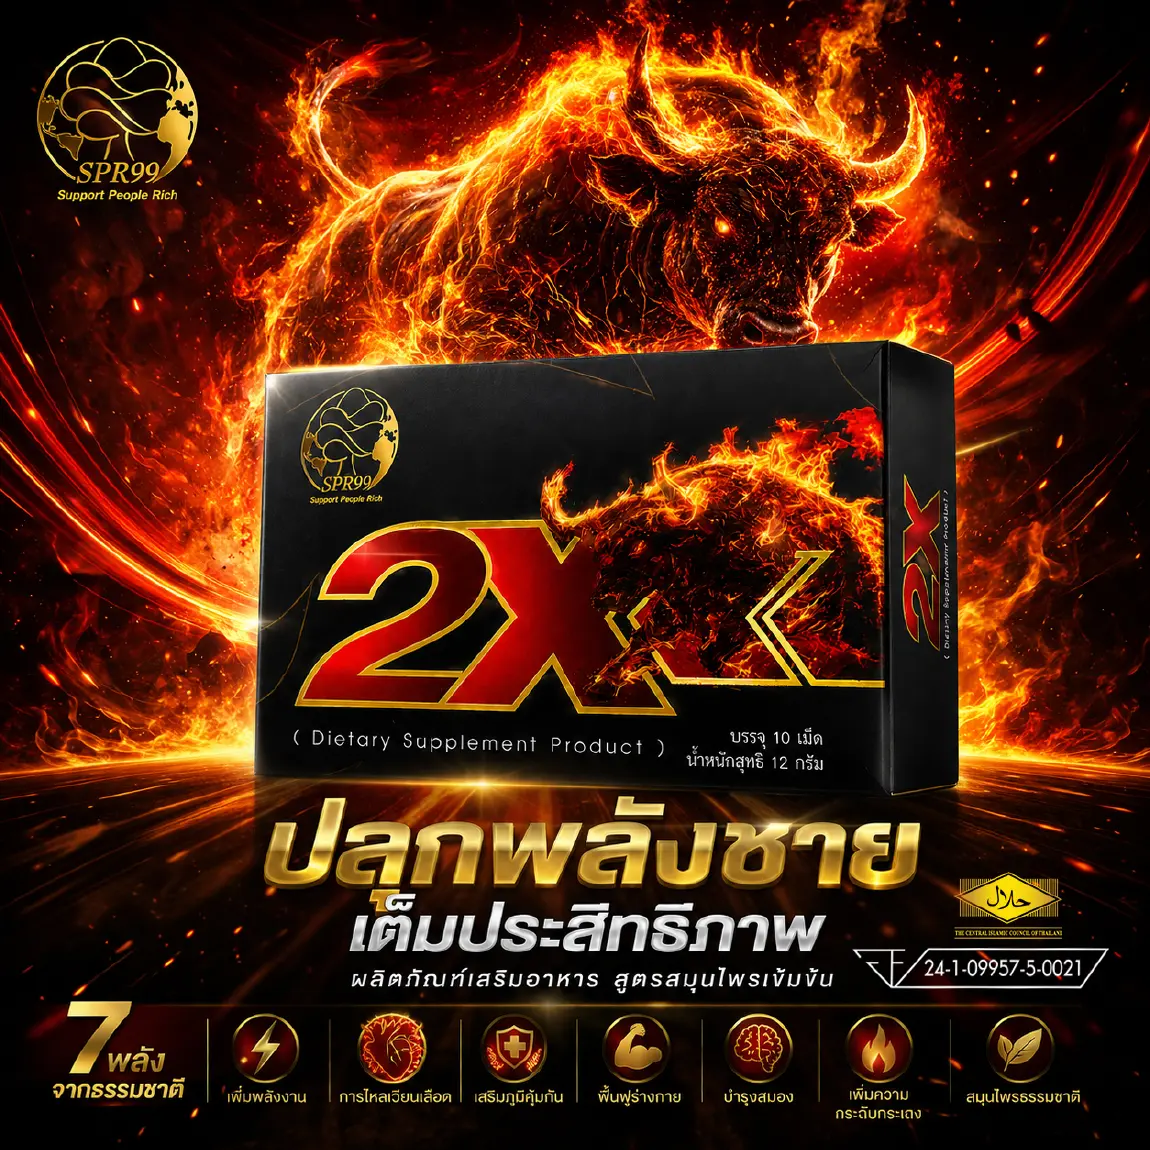 SPR99
Support People Rich
SPR99
Support People Rich
2X
2X
( Dietary Supplement Product )
( Dietary Supplement Product )
บรรจุ 10 เม็ด
น้ำหนักสุทธิ 12 กรัม
ปลุกพลังชาย
เต็มประสิทธิภาพ
ผลิตภัณฑ์เสริมอาหาร สูตรสมุนไพรเข้มข้น
حلال
THE CENTRAL ISLAMIC COUNCIL OF THAILAND
24-1-09957-5-0021
7 พลัง
จากธรรมชาติ
เพิ่มพลังงาน
การไหลเวียนเลือด
เสริมภูมิคุ้มกัน
ฟื้นฟูร่างกาย
บำรุงสมอง
เพิ่มความ
กระฉับกระเฉง
สมุนไพรธรรมชาติ